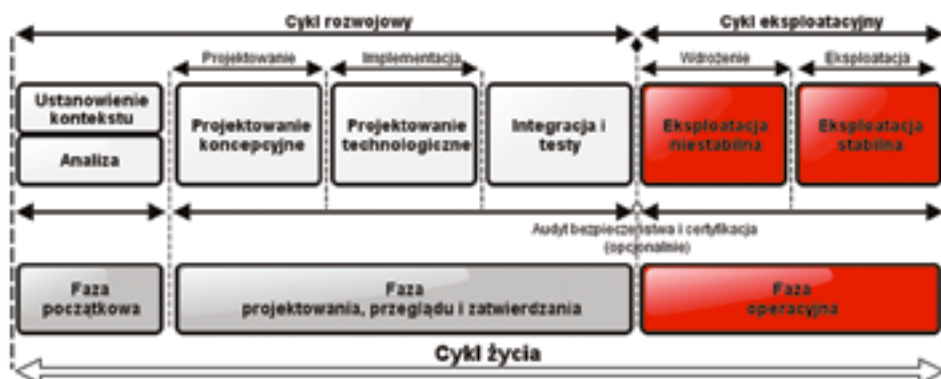 Cykl rozwojowy
Cykl eksploatacyjny
Projektowanie
Implementacja
Wdrożenie
Eksploatacja
Ustanowienie
kontekstu
Analiza
Projektowanie
koncepcyjne
Projektowanie
technologiczne
Integracja i
testy
Eksploatacja
niestabilna
Eksploatacja
stabilna
Audyt bezpieczeństwa i certyfikacja
(opcjonalnie)
Faza
początkowa
Faza
projektowania, przeglądu i zatwierdzania
Faza
operacyjna
Cykl życia